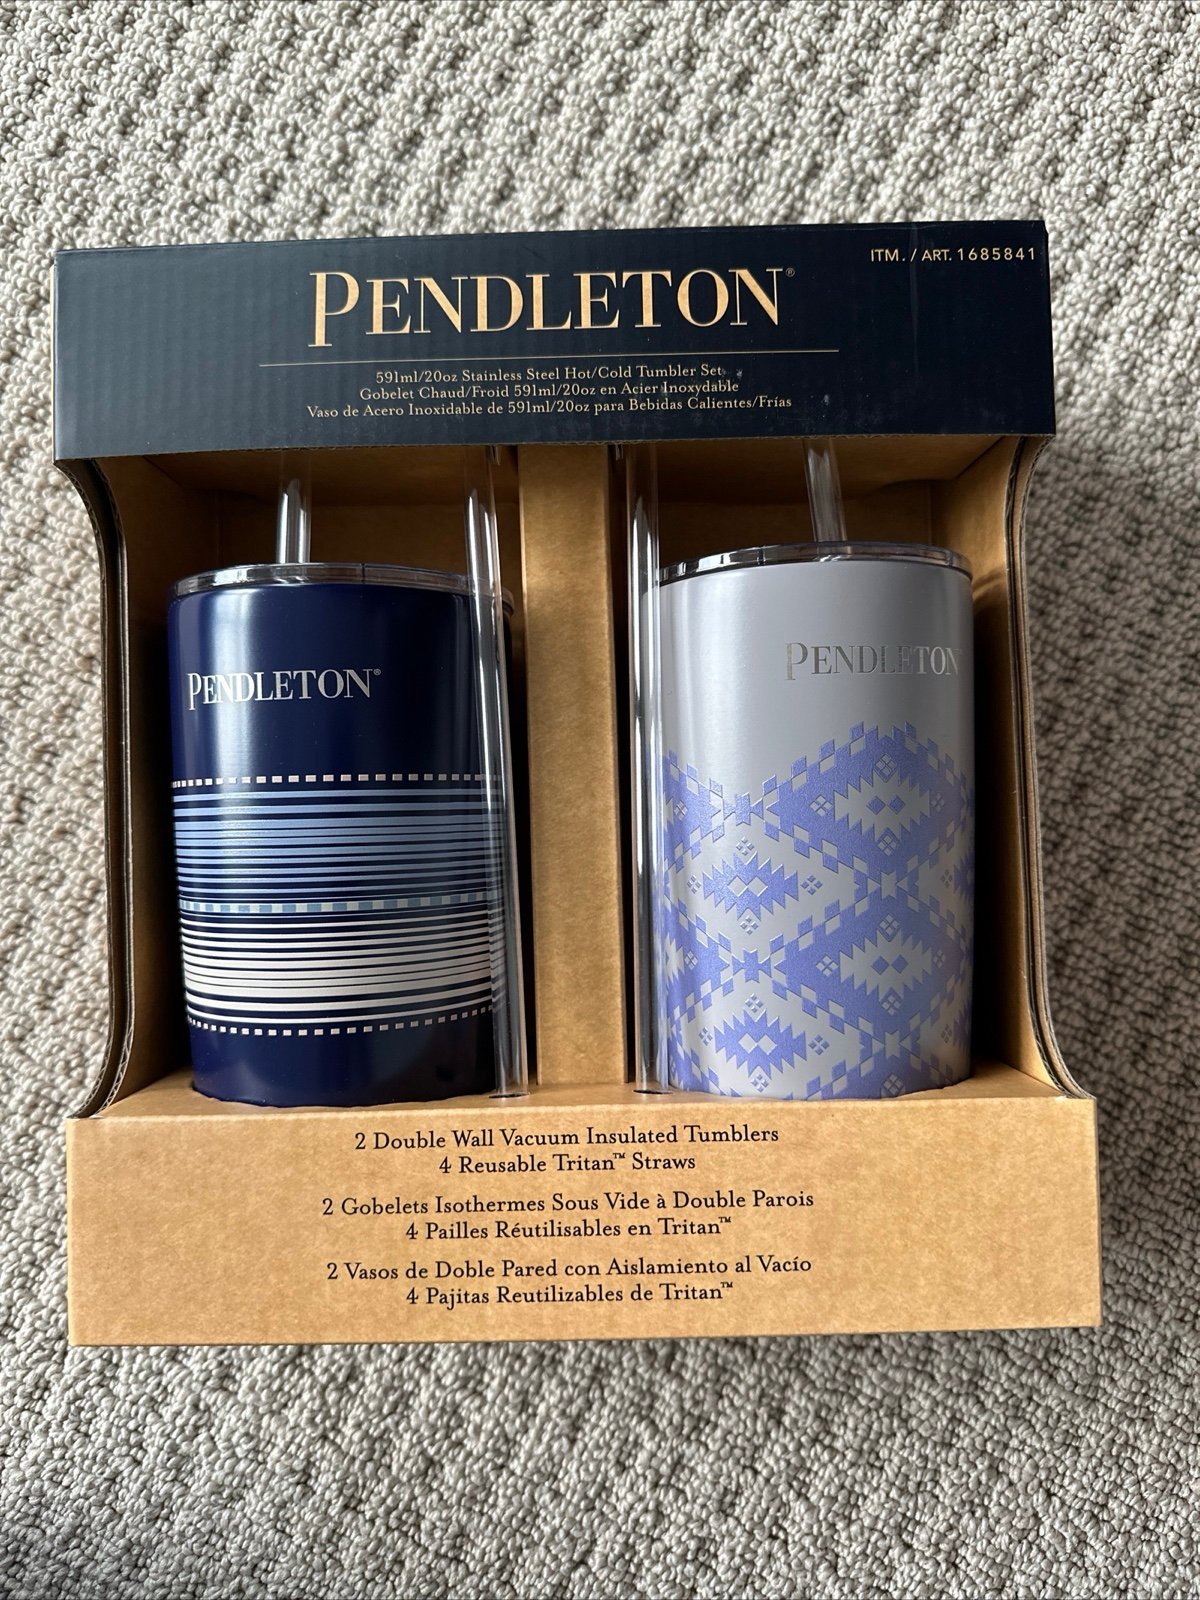 ITM. / ART. 1685841
PENDLETON®
591ml/20oz Stainless Steel Hot/Cold Tumbler Set
Gobelet Chaud/Froid 591ml/20oz en Acier Inoxydable
Vaso de Acero Inoxidable de 591ml/20oz para Bebidas Calientes/Frías
PENDLETON®
PENDLETON
2 Double Wall Vacuum Insulated Tumblers
4 Reusable Tritan™ Straws
2 Gobelets Isothermes Sous Vide à Double Parois
4 Pailles Réutilisables en Tritan™
2 Vasos de Doble Pared con Aislamiento al Vacío
4 Pajitas Reutilizables de Tritan™